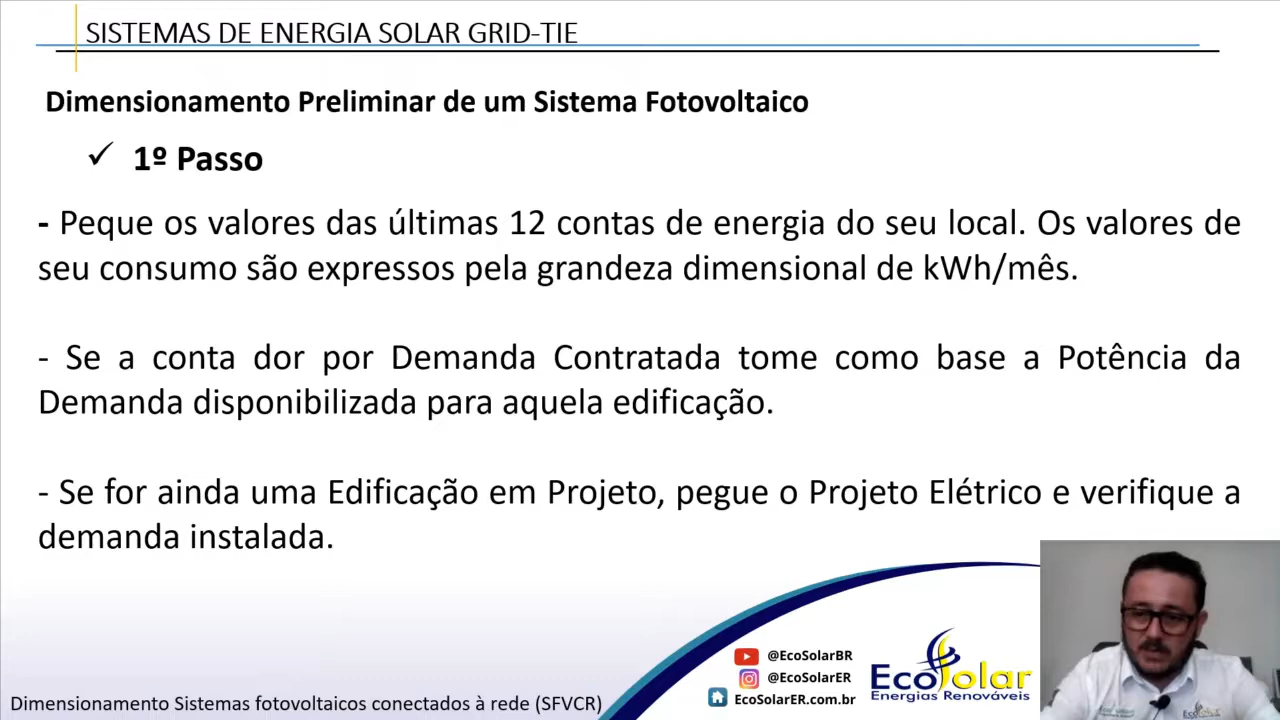 SISTEMAS DE ENERGIA SOLAR GRID-TIE
Dimensionamento Preliminar de um Sistema Fotovoltaico
✓ 1º Passo
- Peque os valores das últimas 12 contas de energia do seu local. Os valores de
seu consumo são expressos pela grandeza dimensional de kWh/mês.
- Se a conta dor por Demanda Contratada tome como base a Potência da
Demanda disponibilizada para aquela edificação.
- Se for ainda uma Edificação em Projeto, pegue o Projeto Elétrico e verifique a
demanda instalada.
@EcoSolarBR
@EcoSolarER
EcoSolarER.com.br
EcoSolar
Energias Renováveis
Dimensionamento Sistemas Fotovoltaicos conectados à rede (SFVCR)